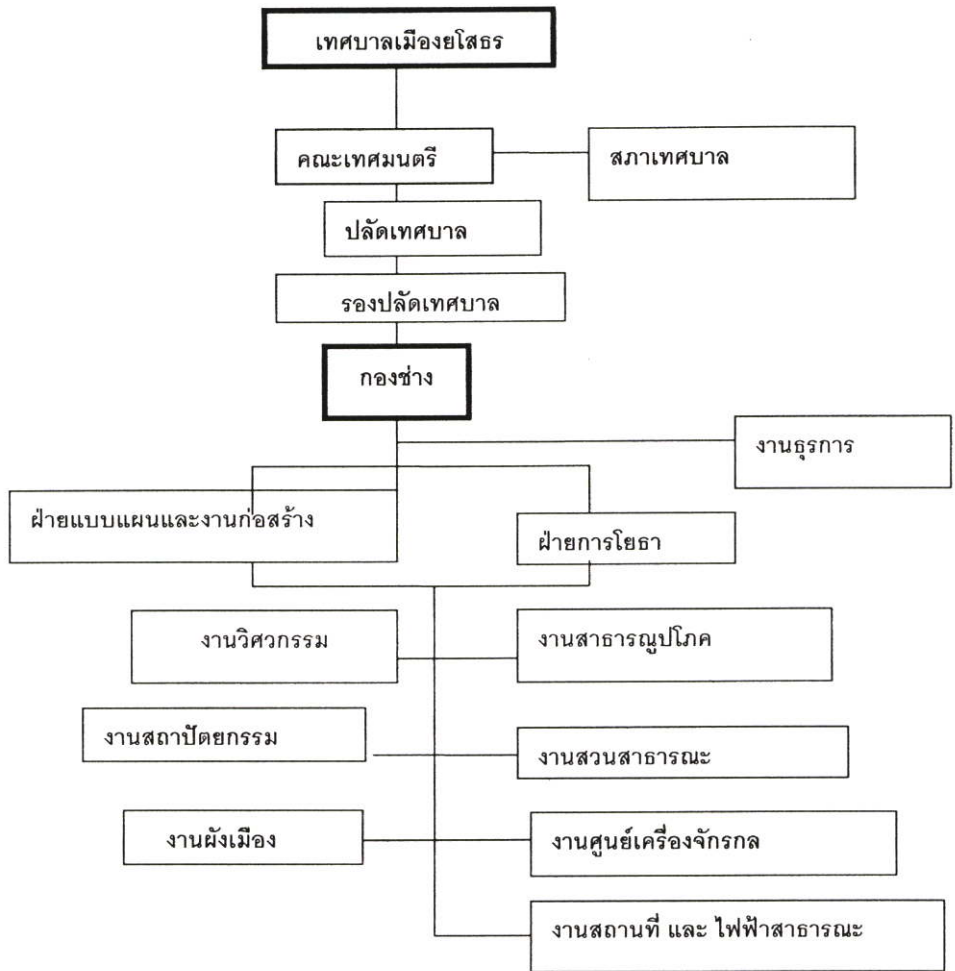 เทศบาลเมืองยโสธร
คณะเทศมนตรี
สภาเทศบาล
ปลัดเทศบาล
รองปลัดเทศบาล
กองช่าง
งานธุรการ
ฝ่ายแบบแผนและงานก่อสร้าง
ฝ่ายการโยธา
งานวิศวกรรม
งานสาธารณูปโภค
งานสถาปัตยกรรม
งานสวนสาธารณะ
งานผังเมือง
งานศูนย์เครื่องจักรกล
งานสถานที่ และ ไฟฟ้าสาธารณะ